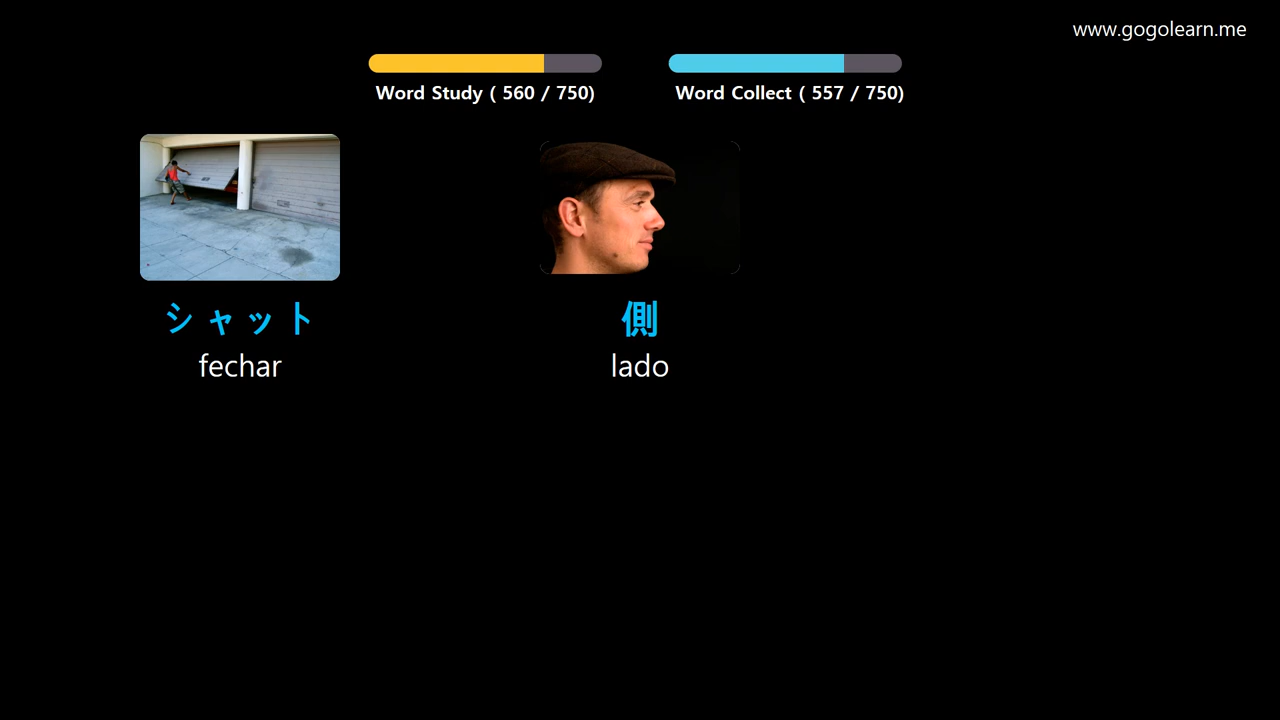 www.gogolearn.me
Word Study ( 560 / 750)
Word Collect ( 557 / 750)
シャット
側
fechar
lado